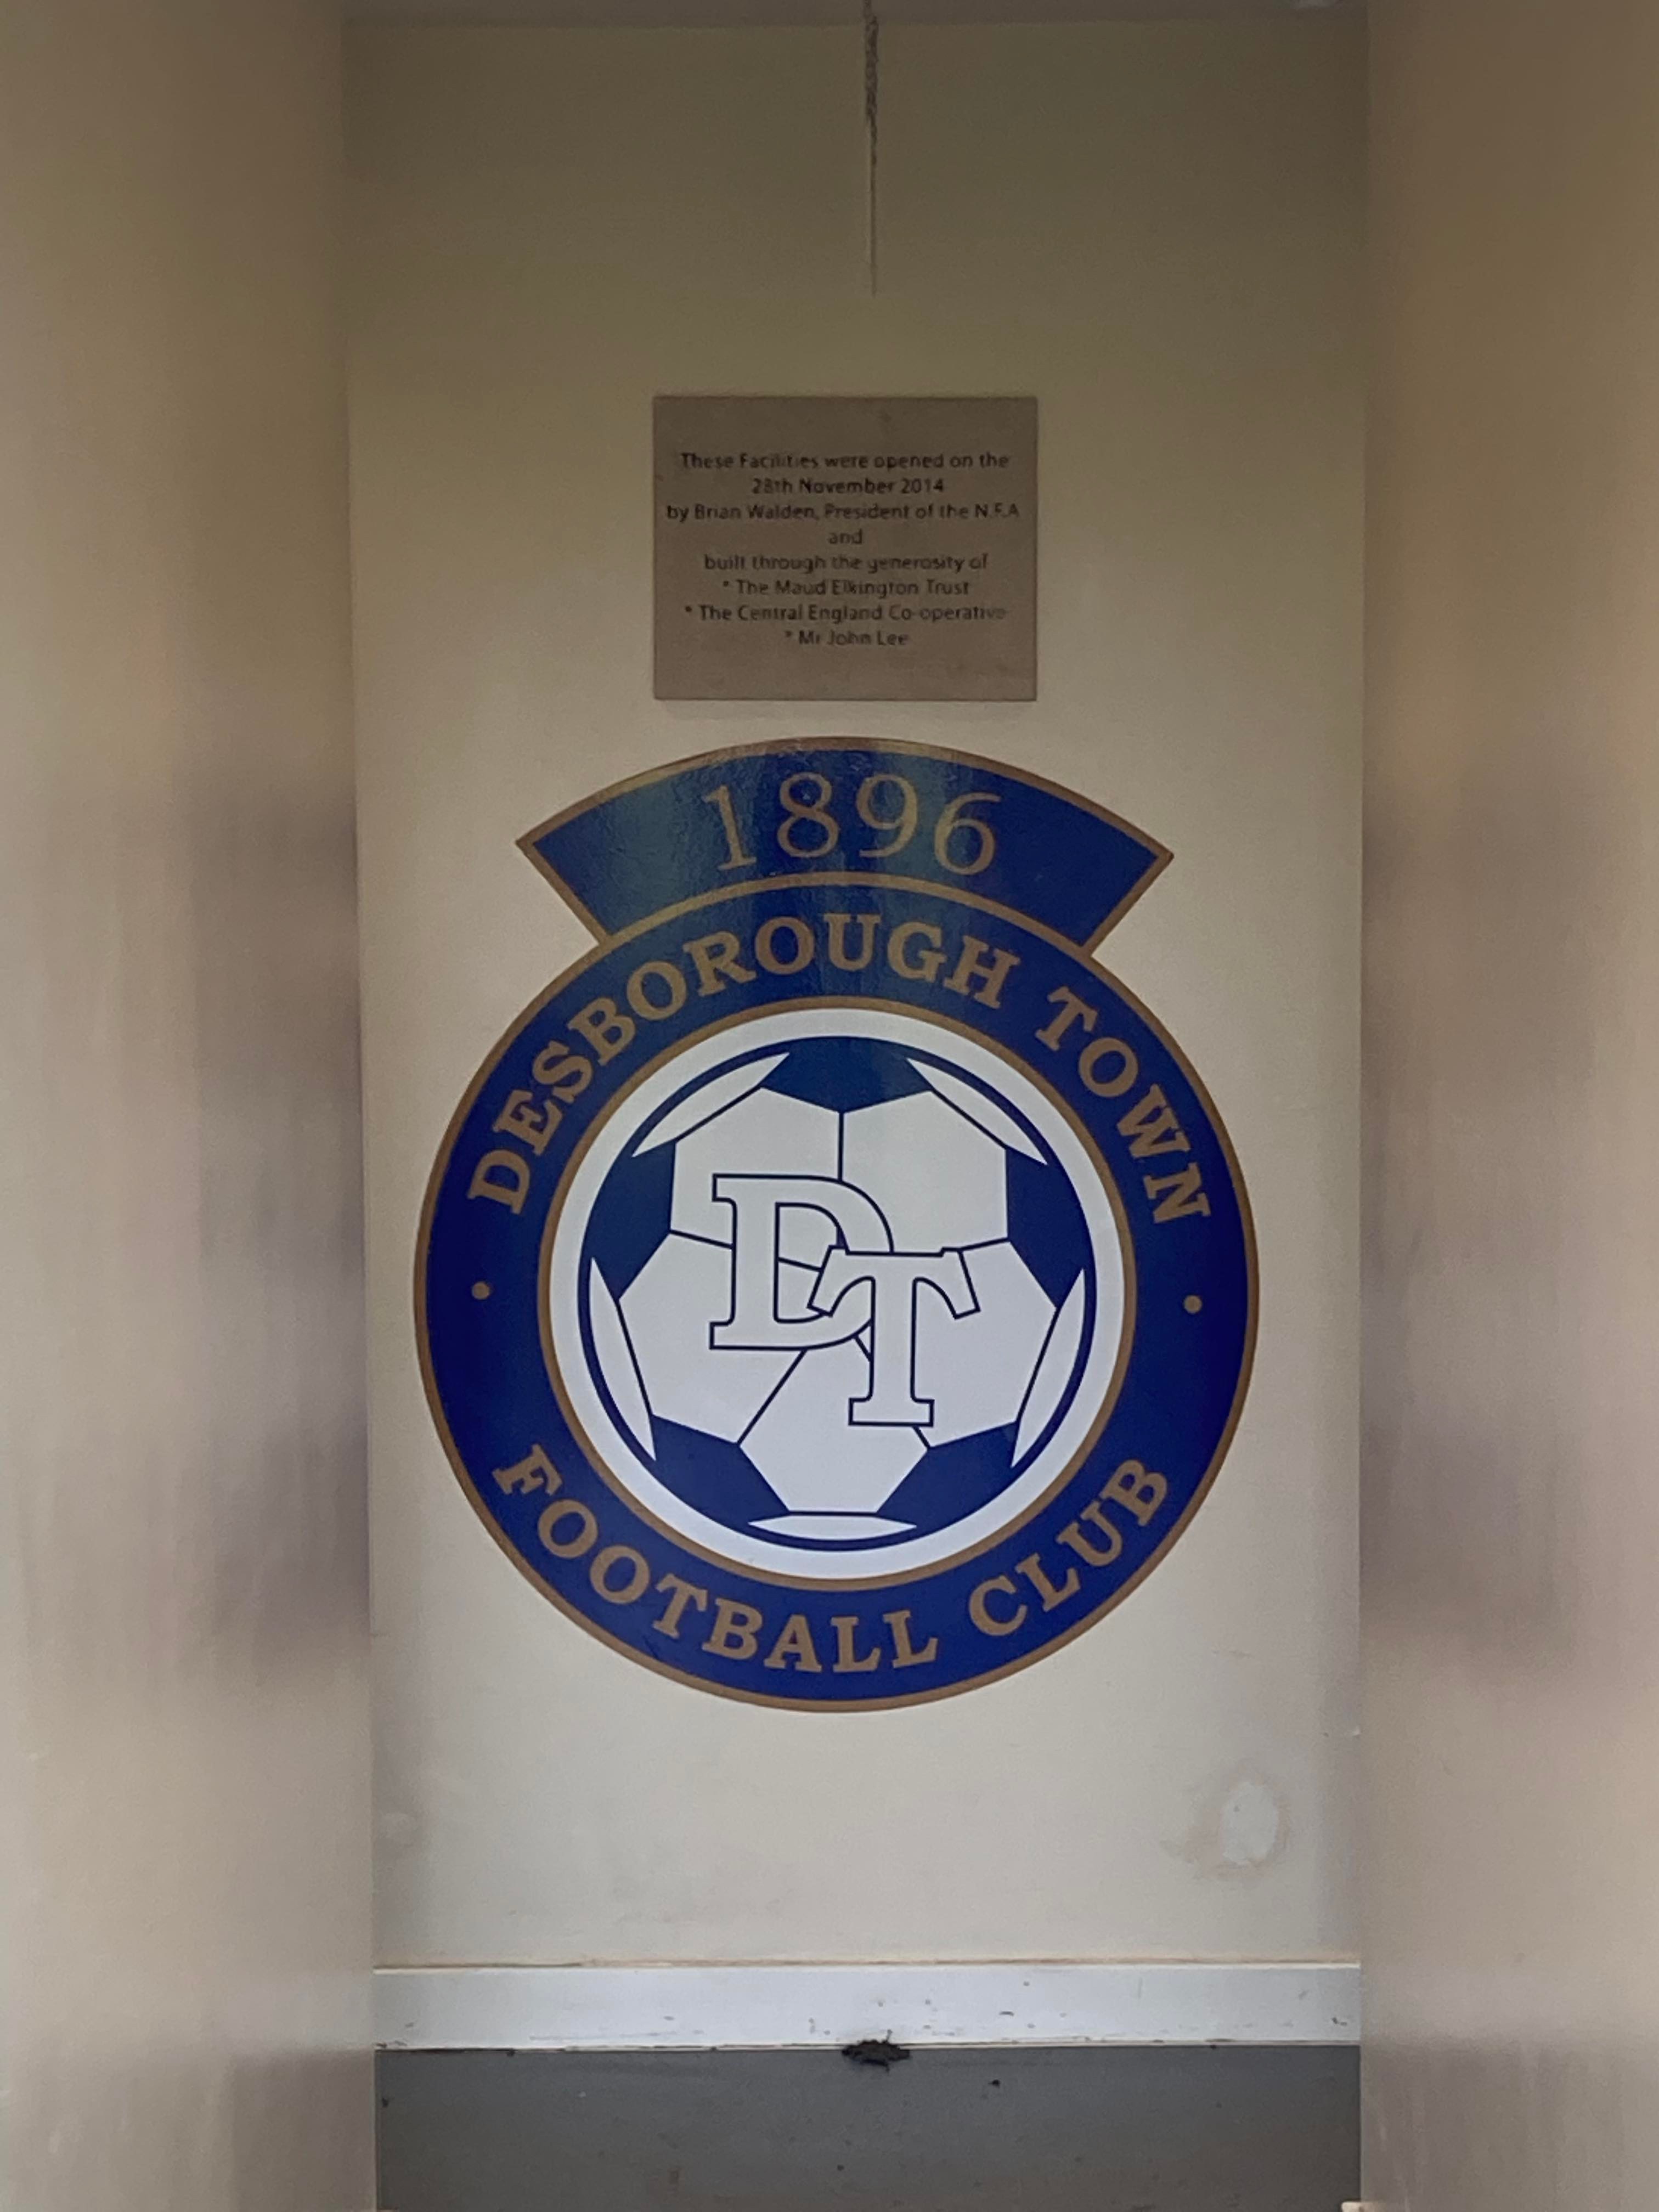 These Facilities were opened on the
28th November 2014
by Brian Walden, President of the N.F.A
and
built through the generosity of
* The Maud Elkington Trust
* The Central England Co-operative
* Mr John Lee
1896
DESBOROUGH TOWN
DT
FOOTBALL CLUB